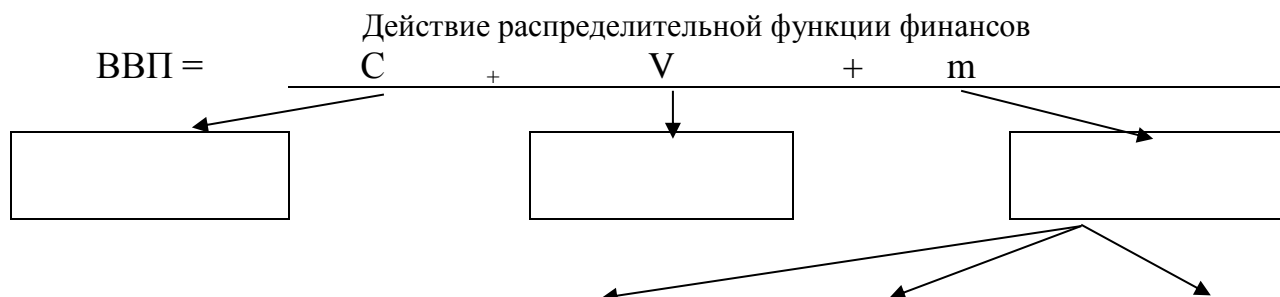 Действие распределительной функции финансов
ВВП = C + V + m